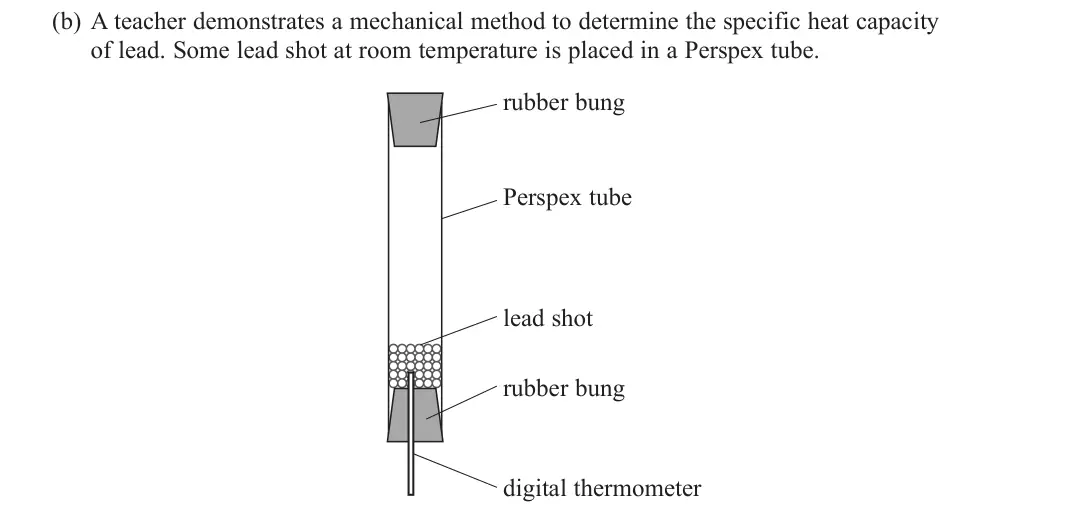 (b) A teacher demonstrates a mechanical method to determine the specific heat capacity
of lead. Some lead shot at room temperature is placed in a Perspex tube.
rubber bung
Perspex tube
lead shot
rubber bung
digital thermometer